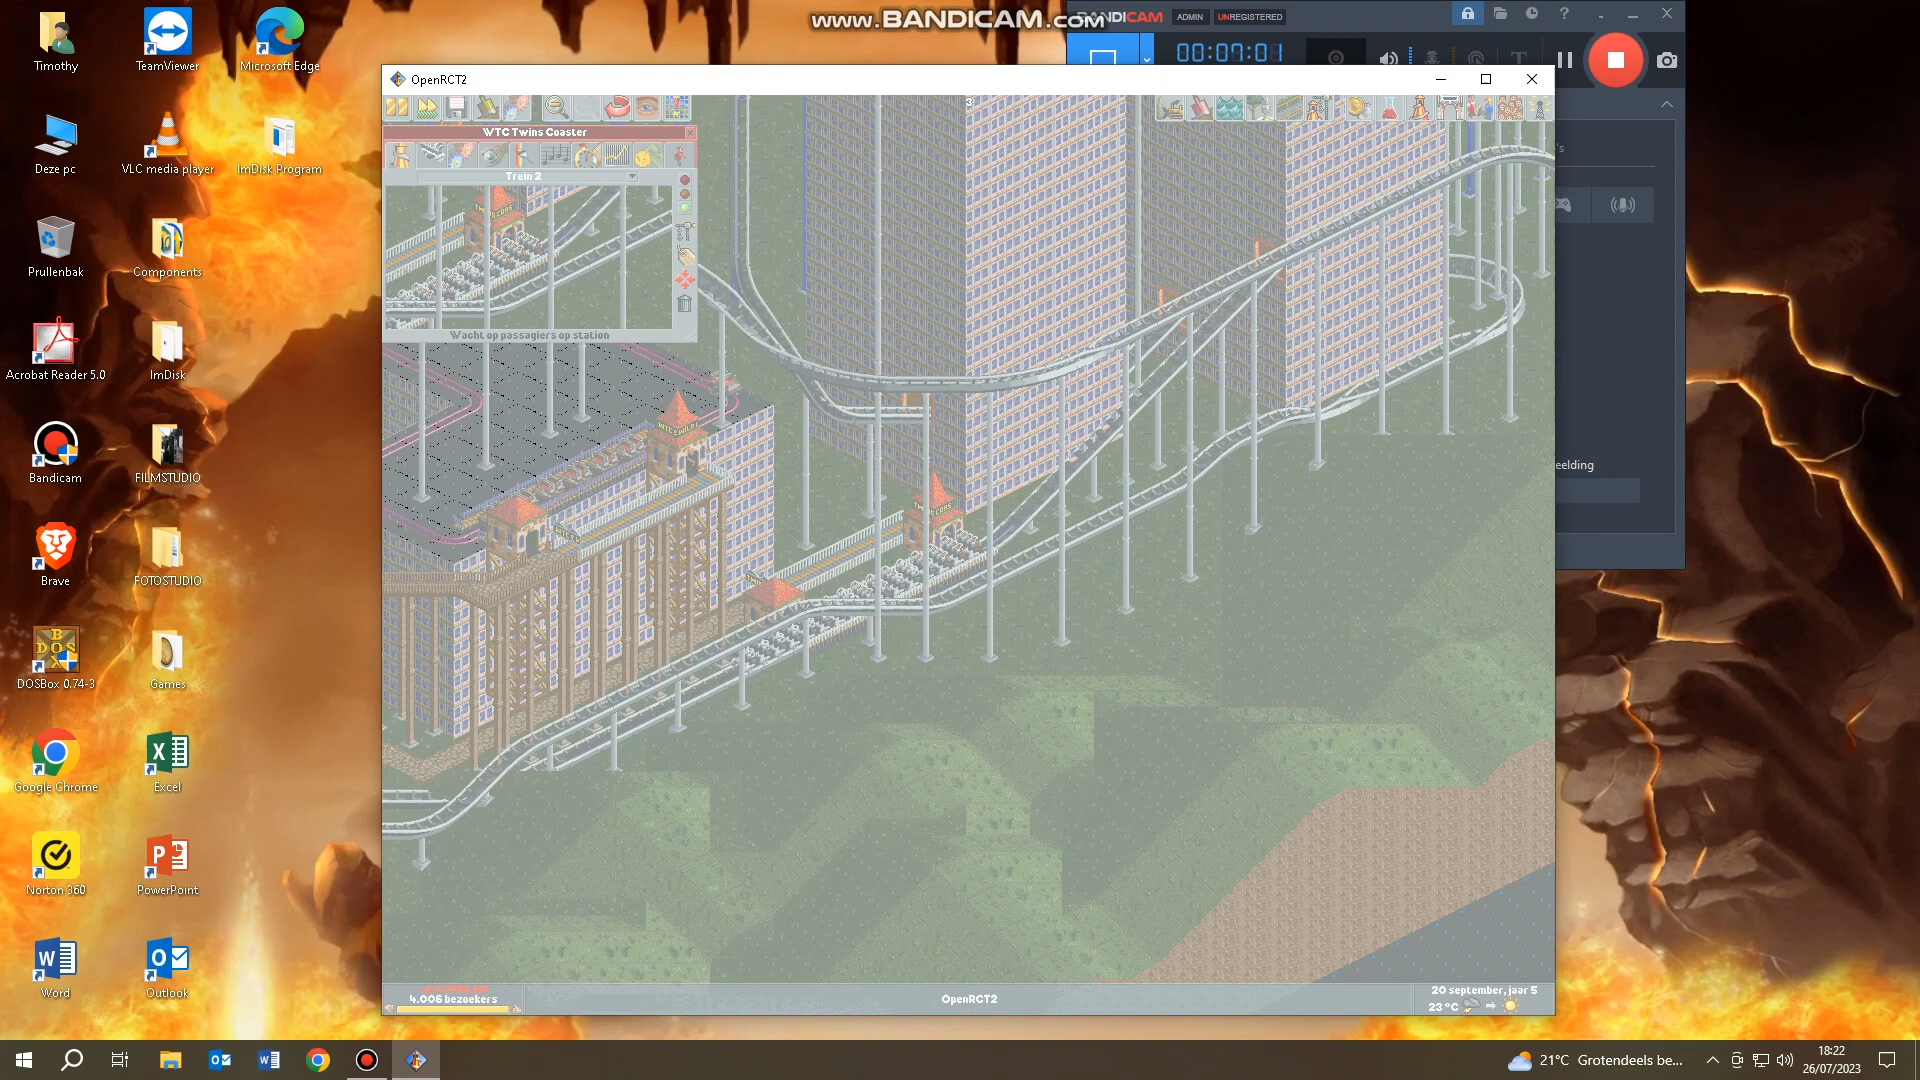 www.BANDICAM.com
BANDICAM
ADMIN
UNREGISTERED
00:07:01
Timothy
TeamViewer
Microsoft Edge
Deze pc
VLC media player
ImDisk Program
Prullenbak
Components
Acrobat Reader 5.0
ImDisk
Bandicam
FILMSTUDIO
Brave
FOTOSTUDIO
DOSBox 0.74-3
Games
Google Chrome
Excel
Norton 360
PowerPoint
Word
Outlook
OpenRCT2
3
WTC Twins Coaster
Trein 2
Wacht op passagiers op station
eelding
4.006 bezoekers
OpenRCT2
20 september, jaar 5
23 °C
21°C Grotendeels be...
18:22
26/07/2023